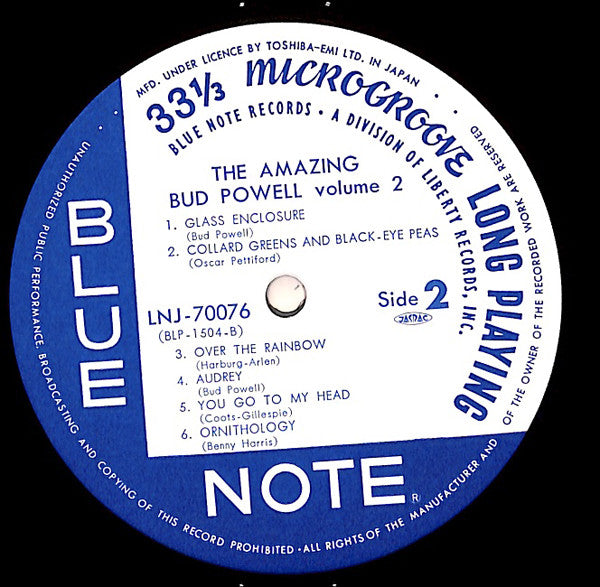 MFD. UNDER LICENCE BY TOSHIBA-EMI LTD. IN JAPAN
33⅓ MICROGROOVE LONG PLAYING
BLUE NOTE RECORDS • A DIVISION OF LIBERTY RECORDS, INC.
THE AMAZING
BUD POWELL volume 2
1. GLASS ENCLOSURE
(Bud Powell)
2. COLLARD GREENS AND BLACK-EYE PEAS
(Oscar Pettiford)
LNJ-70076
(BLP-1504-B)
Side 2
JASRAC
3. OVER THE RAINBOW
(Harburg-Arlen)
4. AUDREY
(Bud Powell)
5. YOU GO TO MY HEAD
(Coots-Gillespie)
6. ORNITHOLOGY
(Benny Harris)
BLUE
NOTE®
UNAUTHORIZED PUBLIC PERFORMANCE, BROADCASTING AND COPYING OF THIS RECORD PROHIBITED • ALL RIGHTS OF THE MANUFACTURER AND OF THE OWNER OF THE RECORDED WORK ARE RESERVED